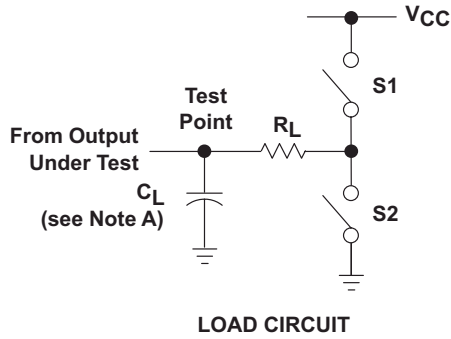 VCC
S1
Test
Point
RL
From Output
Under Test
CL
(see Note A)
S2
LOAD CIRCUIT